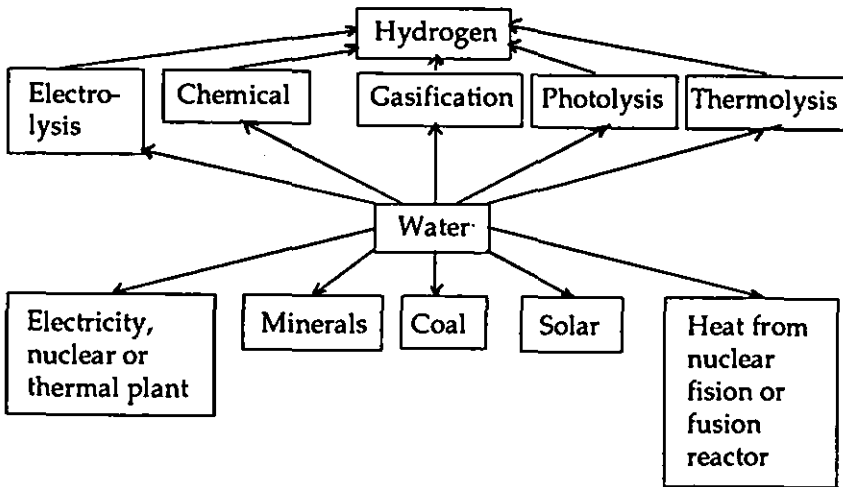 Hydrogen
Electro-
lysis
Chemical
Gasification
Photolysis
Thermolysis
Water
Electricity,
nuclear or
thermal plant
Minerals
Coal
Solar
Heat from
nuclear
fision or
fusion
reactor